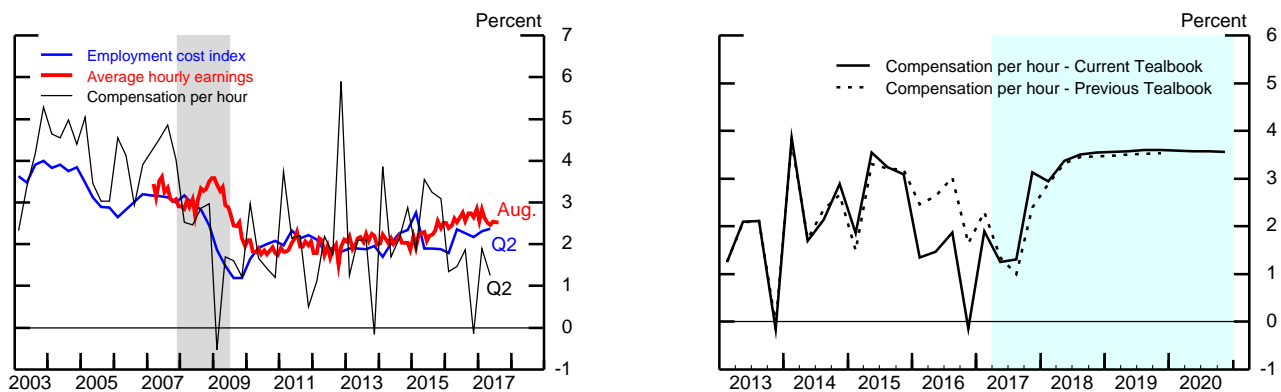 Percent
7
6
5
4
3
2
1
0
-1
Employment cost index
Average hourly earnings
Compensation per hour
Aug.
Q2
Q2
2003 2005 2007 2009 2011 2013 2015 2017
Percent
6
5
4
3
2
1
0
-1
Compensation per hour - Current Tealbook
Compensation per hour - Previous Tealbook
2013 2014 2015 2016 2017 2018 2019 2020